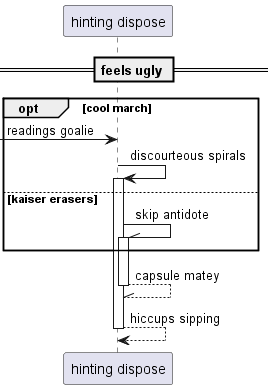 hinting dispose
feels ugly
opt [cool march]
readings goalie
discourteous spirals
[kaiser erasers]
skip antidote
capsule matey
hiccups sipping
hinting dispose